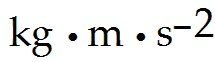 kg • m • s⁻²